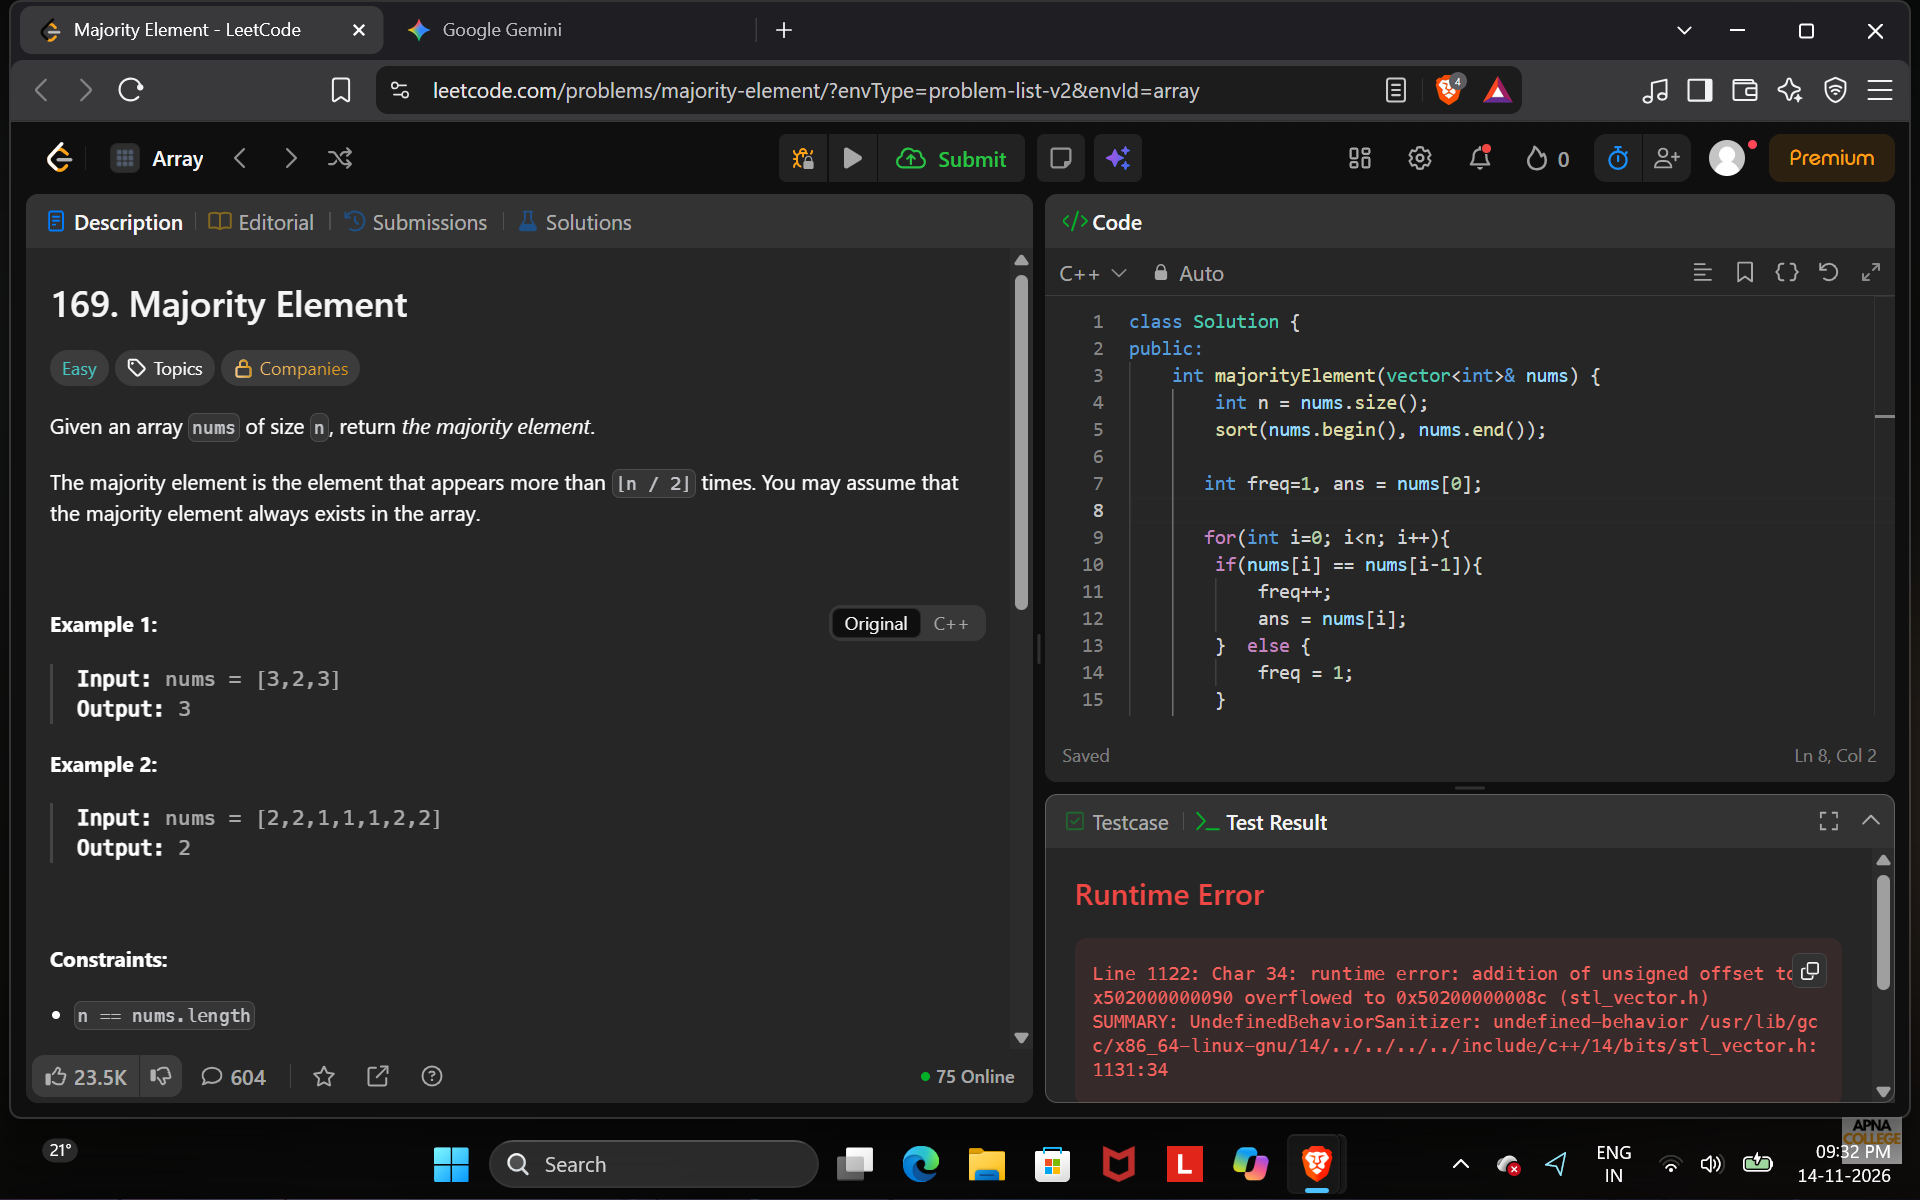 Majority Element - LeetCode
Google Gemini
leetcode.com/problems/majority-element/?envType=problem-list-v2&envId=array
4
Array
Submit
0
Premium
Description
Editorial
Submissions
Solutions
169. Majority Element
Easy
Topics
Companies
Given an array nums of size n, return the majority element.
The majority element is the element that appears more than ⌊n / 2⌋ times. You may assume that
the majority element always exists in the array.
Example 1:
Original
C++
Input: nums = [3,2,3]
Output: 3
Example 2:
Input: nums = [2,2,1,1,1,2,2]
Output: 2
Constraints:
n == nums.length
23.5K
604
75 Online
</> Code
C++
Auto
1 class Solution {
2 public:
3 int majorityElement(vector<int>& nums) {
4 int n = nums.size();
5 sort(nums.begin(), nums.end());
6
7 int freq=1, ans = nums[0];
8
9 for(int i=0; i<n; i++){
10 if(nums[i] == nums[i-1]){
11 freq++;
12 ans = nums[i];
13 } else {
14 freq = 1;
15 }
Saved
Ln 8, Col 2
Testcase
Test Result
Runtime Error
Line 1122: Char 34: runtime error: addition of unsigned offset to
x502000000090 overflowed to 0x50200000008c (stl_vector.h)
SUMMARY: UndefinedBehaviorSanitizer: undefined-behavior /usr/lib/gc
c/x86_64-linux-gnu/14/../../../../include/c++/14/bits/stl_vector.h:
1131:34
APNA
COLLEGE
21°
Search
L
ENG
IN
09:32 PM
14-11-2026